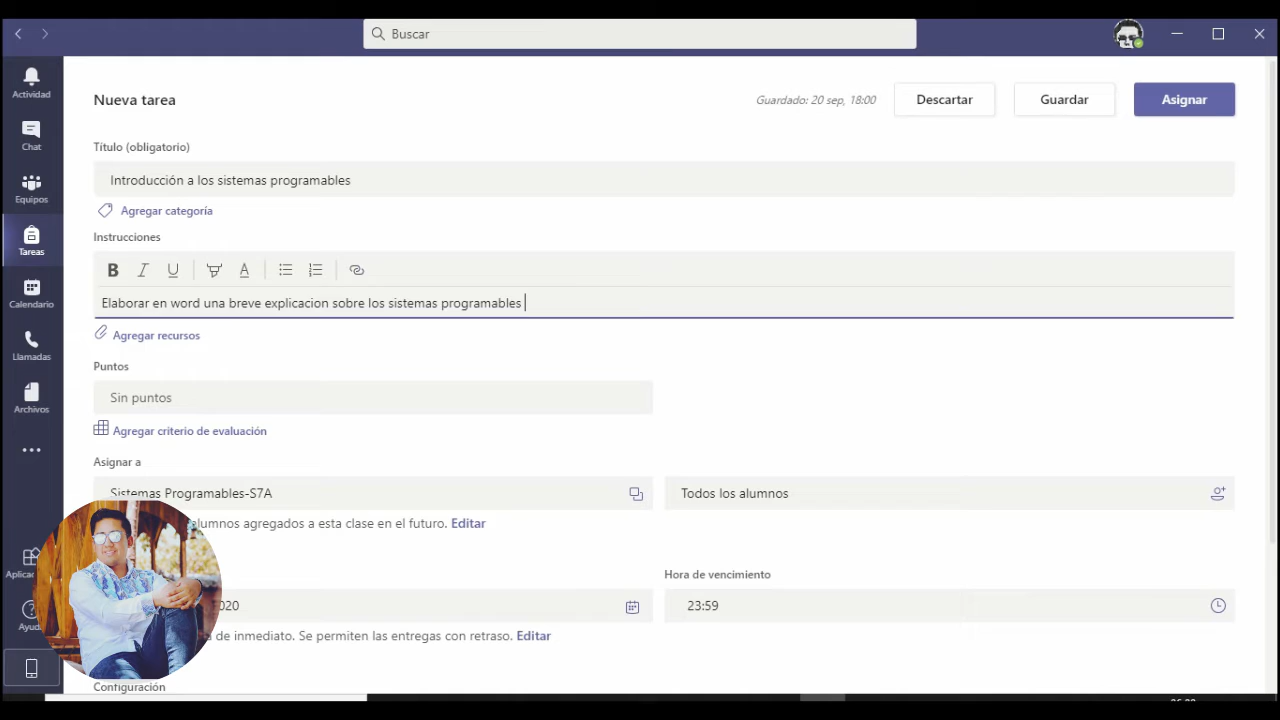 Buscar
Actividad
Chat
Equipos
Tareas
Calendario
Llamadas
Archivos
Nueva tarea
Guardado: 20 sep, 18:00
Descartar
Guardar
Asignar
Título (obligatorio)
Introducción a los sistemas programables
Agregar categoría
Instrucciones
B I U A
Elaborar en word una breve explicacion sobre los sistemas programables
Agregar recursos
Puntos
Sin puntos
Agregar criterio de evaluación
Asignar a
Sistemas Programables-S7A
Todos los alumnos
alumnos agregados a esta clase en el futuro. Editar
Hora de vencimiento
2020
23:59
de inmediato. Se permiten las entregas con retraso. Editar
Configuración